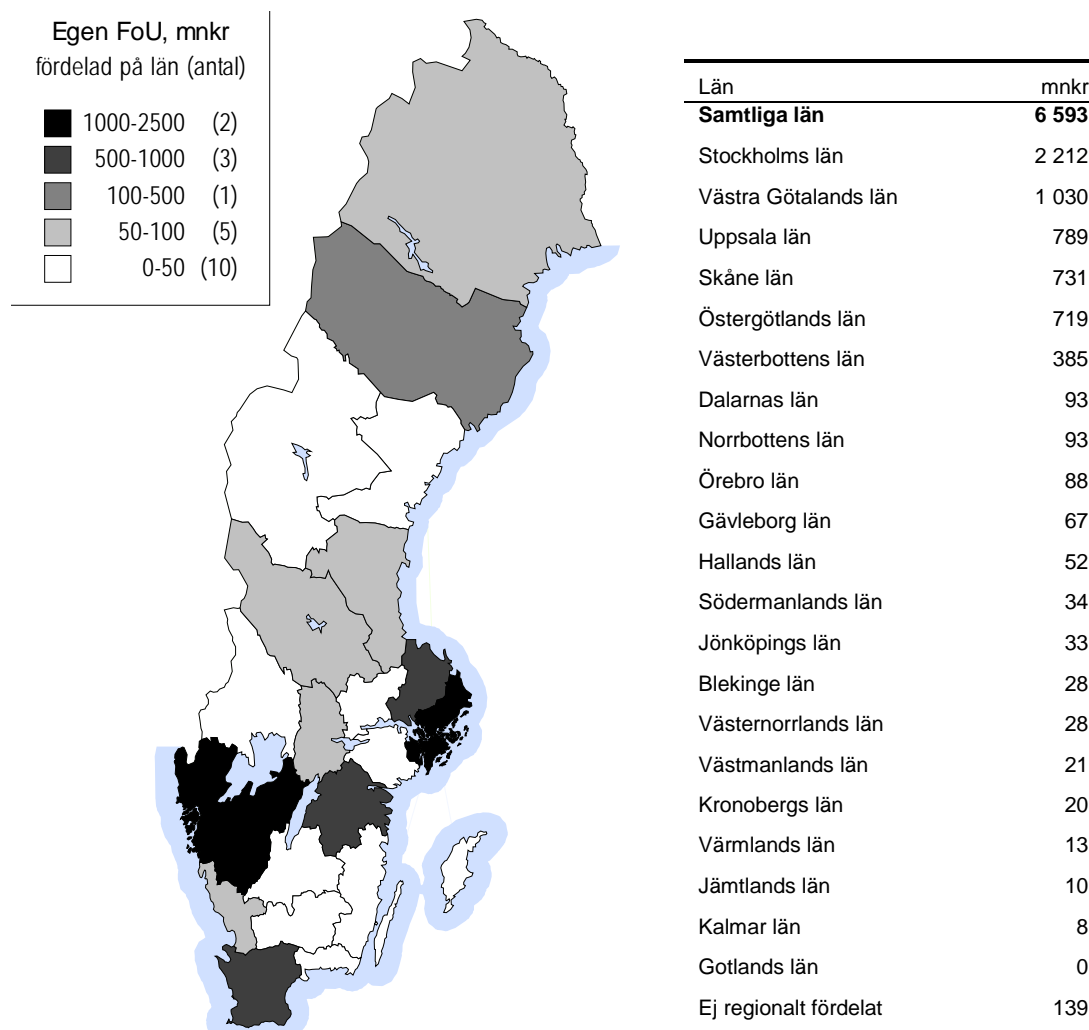 Egen FoU, mnkr
fördelad på län (antal)
1000-2500 (2)
500-1000 (3)
100-500 (1)
50-100 (5)
0-50 (10)
Län mnkr
Samtliga län 6 593
Stockholms län 2 212
Västra Götalands län 1 030
Uppsala län 789
Skåne län 731
Östergötlands län 719
Västerbottens län 385
Dalarnas län 93
Norrbottens län 93
Örebro län 88
Gävleborg län 67
Hallands län 52
Södermanlands län 34
Jönköpings län 33
Blekinge län 28
Västernorrlands län 28
Västmanlands län 21
Kronobergs län 20
Värmlands län 13
Jämtlands län 10
Kalmar län 8
Gotlands län 0
Ej regionalt fördelat 139